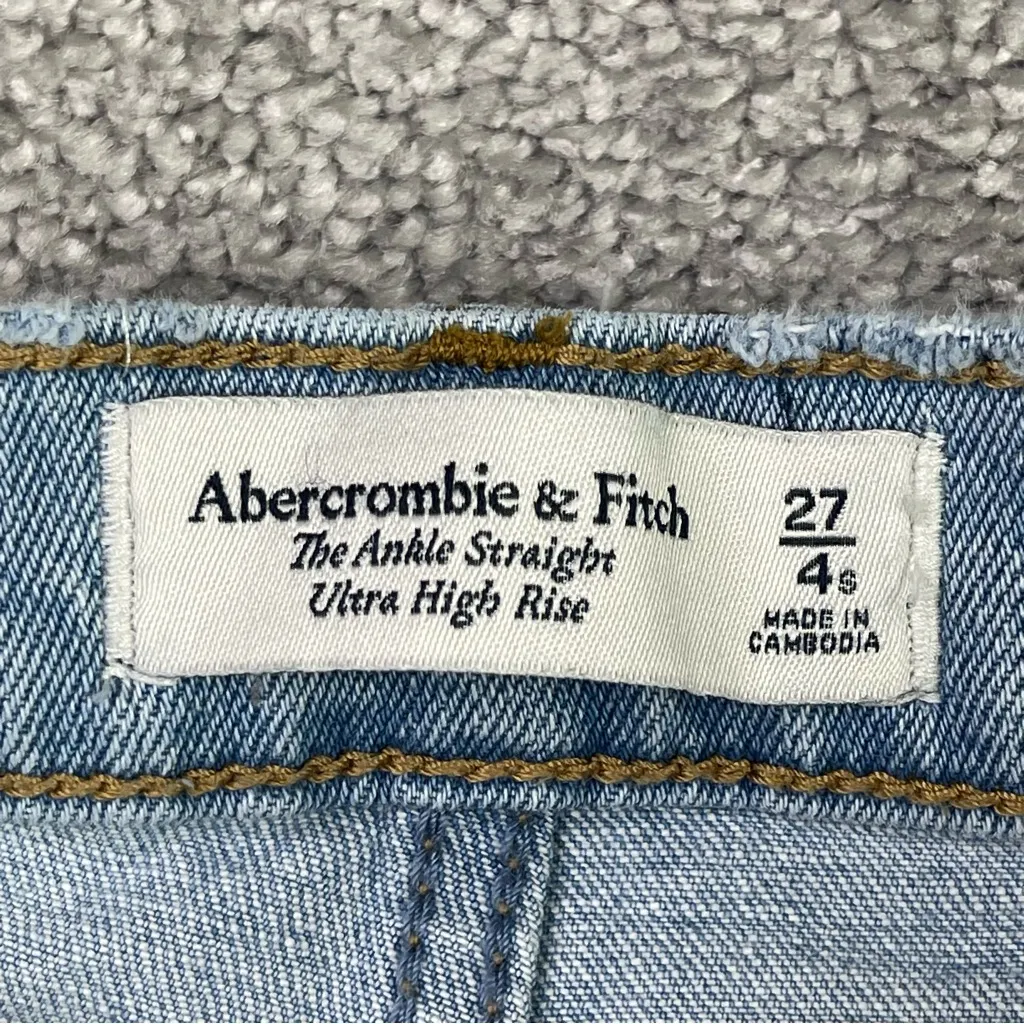 Abercrombie & Fitch
The Ankle Straight
Ultra High Rise
27
4s
MADE IN
CAMBODIA